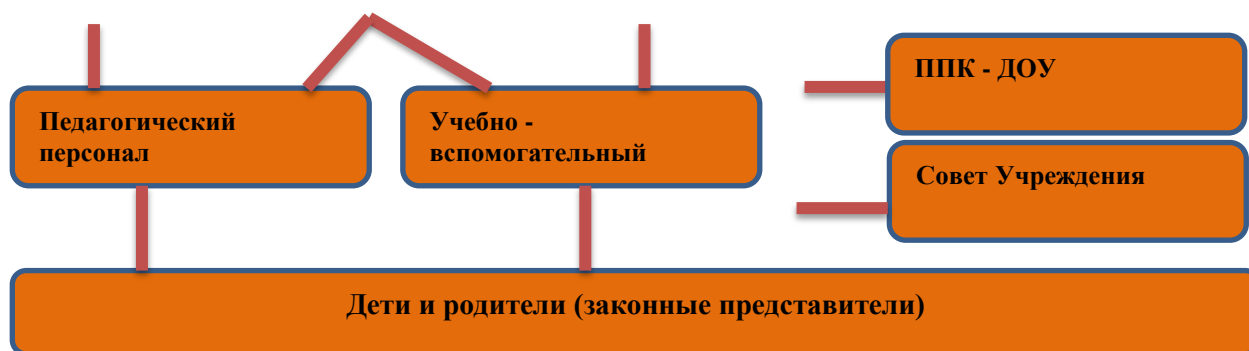 Педагогический
персонал
Учебно -
вспомогательный
ППК - ДОУ
Совет Учреждения
Дети и родители (законные представители)